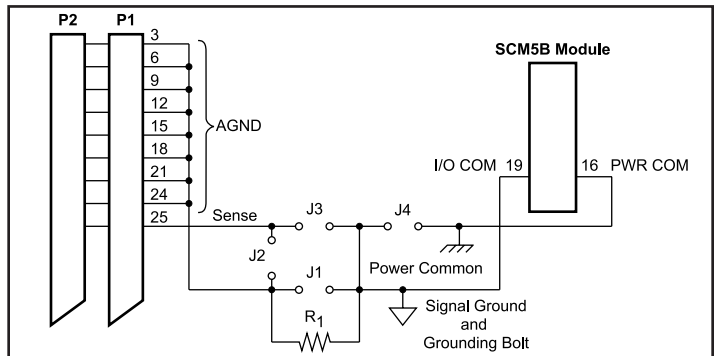 P2 P1
3
6
9
12
15
18
21
24
25
AGND
Sense
SCM5B Module
I/O COM 19 16 PWR COM
J3 J4
J2
Power Common
J1
R1
Signal Ground
and
Grounding Bolt